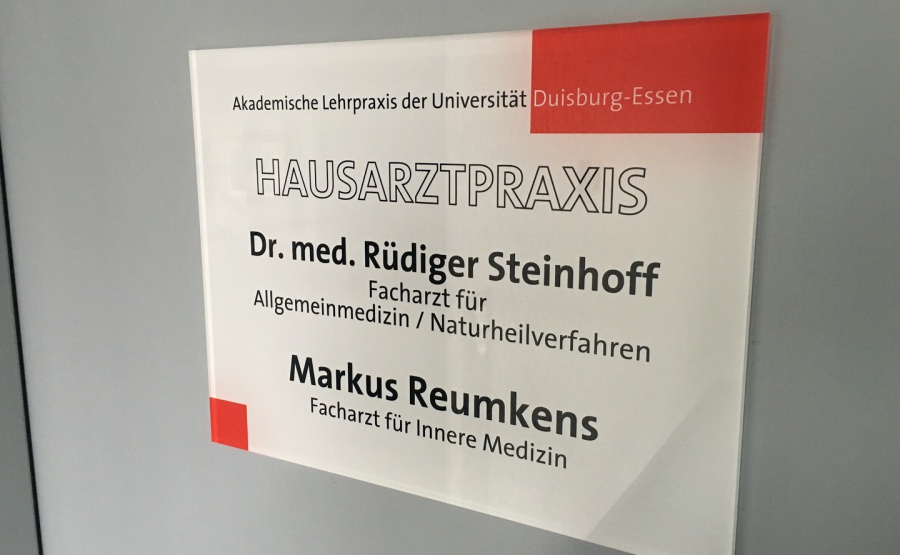 Akademische Lehrpraxis der Universität Duisburg-Essen
HAUSARZTPRAXIS
Dr. med. Rüdiger Steinhoff
Facharzt für
Allgemeinmedizin / Naturheilverfahren
Markus Reumkens
Facharzt für Innere Medizin